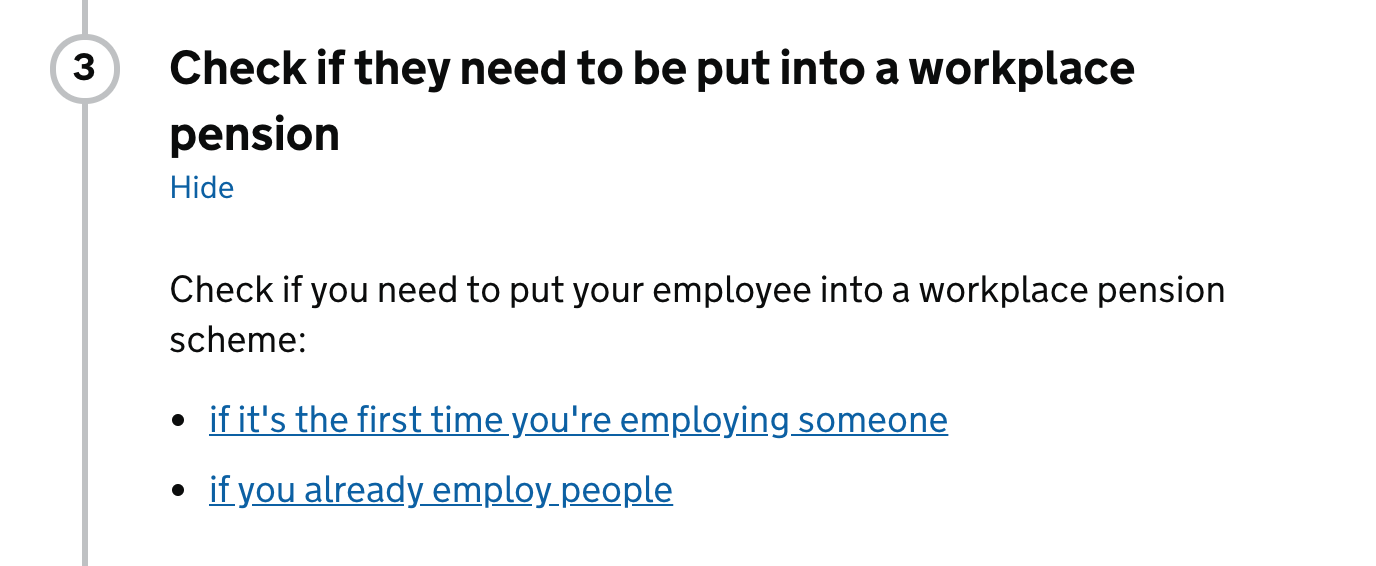 3
Check if they need to be put into a workplace
pension
Hide
Check if you need to put your employee into a workplace pension
scheme:
• if it's the first time you're employing someone
• if you already employ people